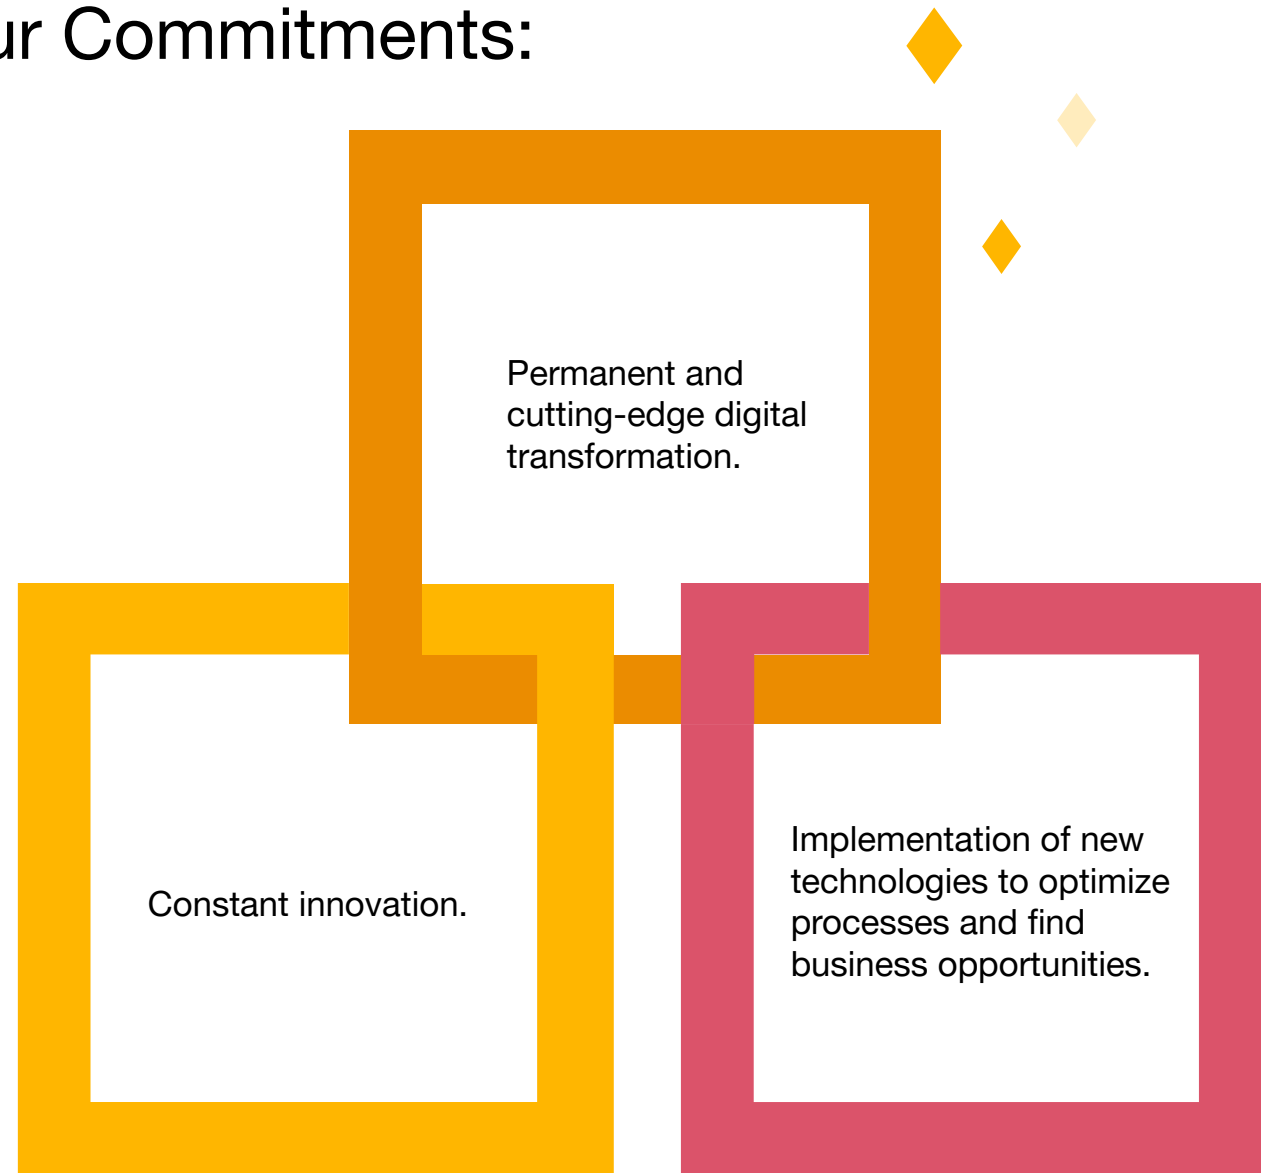 ur Commitments:
Permanent and
cutting-edge digital
transformation.
Constant innovation.
Implementation of new
technologies to optimize
processes and find
business opportunities.